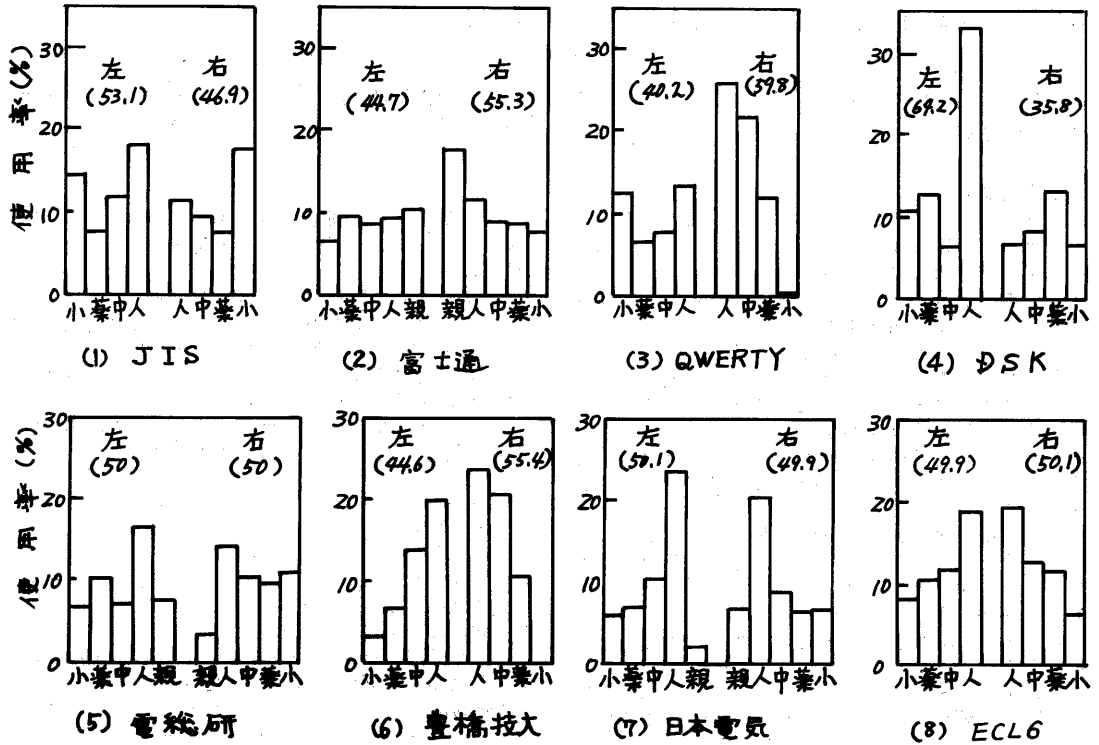 使用率(%)
30
20
10
0
左
(53.1)
右
(46.9)
小薬中人 人中薬小
(1) JIS
30
20
10
0
左
(44.7)
右
(55.3)
小薬中人親 親人中薬小
(2) 富士通
30
20
10
0
左
(40.2)
右
(59.8)
小薬中人 人中薬小
(3) QWERTY
30
20
10
0
左
(64.2)
右
(35.8)
小薬中人 人中薬小
(4) DSK
使用率(%)
30
20
10
0
左
(50)
右
(50)
小薬中人親 親人中薬小
(5) 電総研
30
20
10
0
左
(44.6)
右
(55.4)
小薬中人 人中薬小
(6) 豊橋技大
30
20
10
0
左
(50.1)
右
(49.9)
小薬中人親 親人中薬小
(7) 日本電気
30
20
10
0
左
(49.9)
右
(50.1)
小薬中人 人中薬小
(8) ECL6